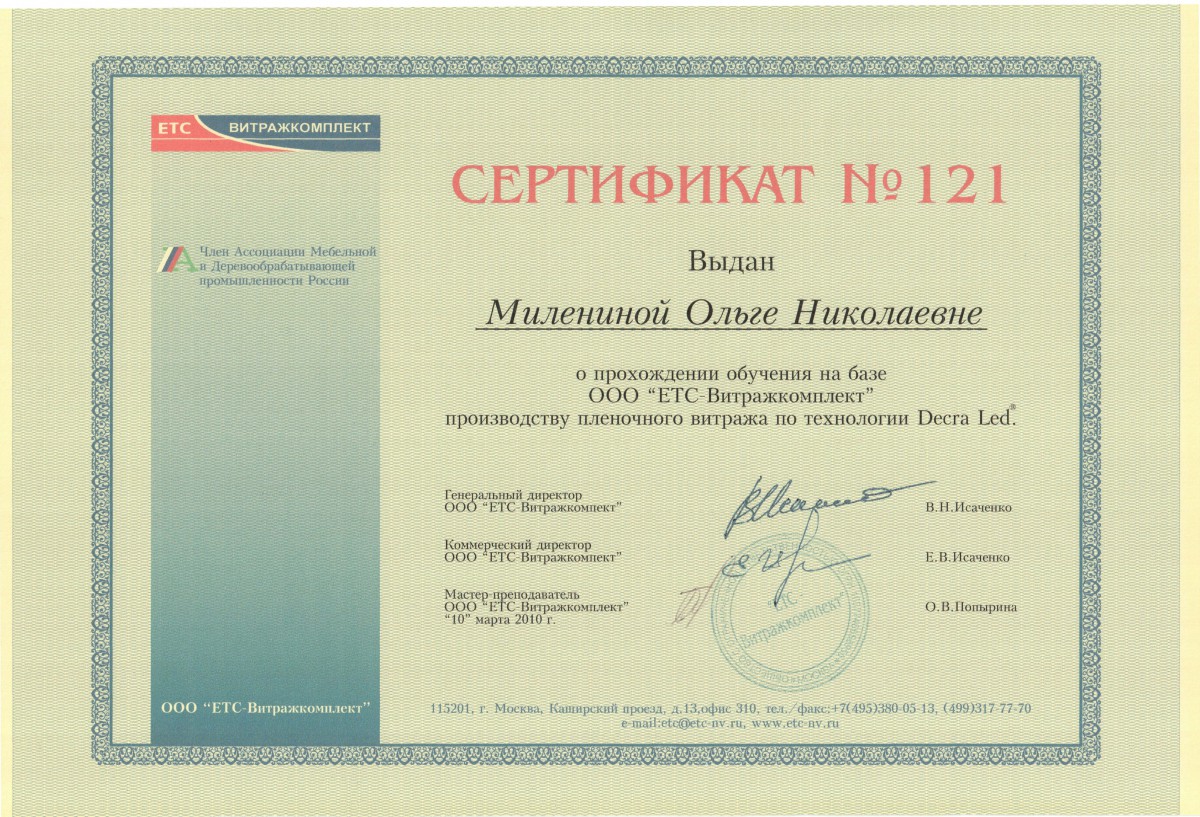 ЕТС ВИТРАЖКОМПЛЕКТ
Член Ассоциации Мебельной
и Деревообрабатывающей
промышленности России
ООО “ЕТС-Витражкомплект”
СЕРТИФИКАТ №121
Выдан
Милениной Ольге Николаевне
о прохождении обучения на базе
ООО “ЕТС-Витражкомплект”
производству пленочного витража по технологии Decra Led®.
Генеральный директор
ООО “ЕТС-Витражкомпект” В.Н.Исаченко
Коммерческий директор
ООО “ЕТС-Витражкомпект” Е.В.Исаченко
Мастер-преподаватель
ООО “ЕТС-Витражкомплект” О.В.Попырина
“10” марта 2010 г.
"ЕТС
Витражкомплект"
115201, г. Москва, Каширский проезд, д.13,офис 310, тел./факс:+7(495)380-05-13, (499)317-77-70
e-mail:etc@etc-nv.ru, www.etc-nv.ru